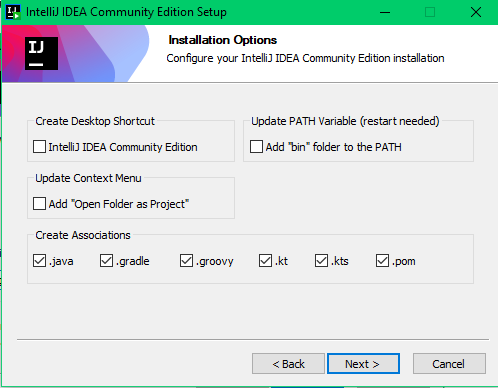 IntelliJ IDEA Community Edition Setup
IJ
Installation Options
Configure your IntelliJ IDEA Community Edition installation
Create Desktop Shortcut
IntelliJ IDEA Community Edition
Update PATH Variable (restart needed)
Add "bin" folder to the PATH
Update Context Menu
Add "Open Folder as Project"
Create Associations
.java .gradle .groovy .kt .kts .pom
< Back Next > Cancel